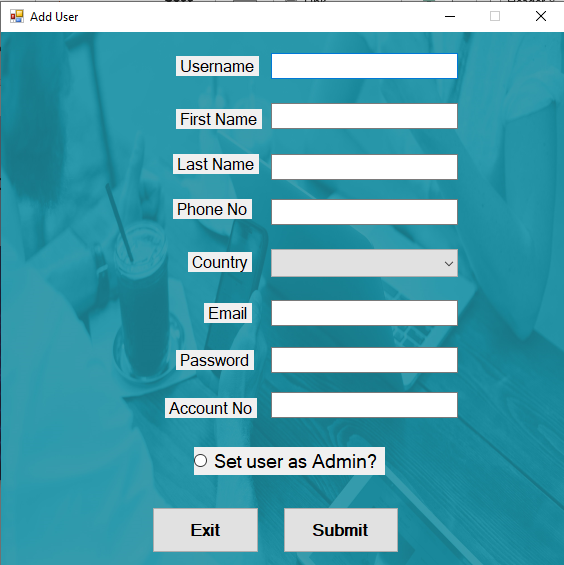 Add User
Username
First Name
Last Name
Phone No
Country
Email
Password
Account No
Set user as Admin?
Exit
Submit